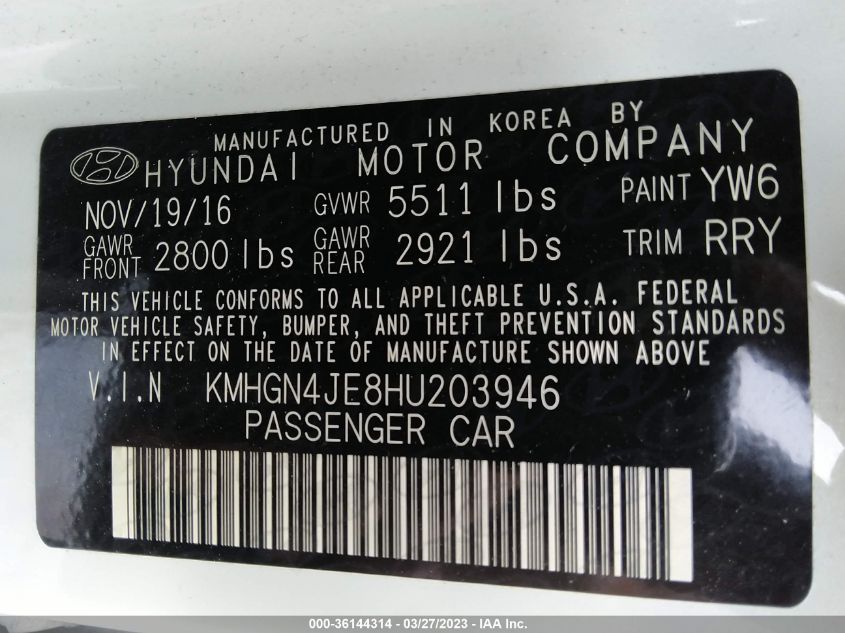 MANUFACTURED IN KOREA BY
HYUNDAI MOTOR COMPANY
NOV/19/16 GVWR 5511 lbs PAINT YW6
GAWR FRONT 2800 lbs GAWR REAR 2921 lbs TRIM RRY
THIS VEHICLE CONFORMS TO ALL APPLICABLE U.S.A. FEDERAL
MOTOR VEHICLE SAFETY, BUMPER, AND THEFT PREVENTION STANDARDS
IN EFFECT ON THE DATE OF MANUFACTURE SHOWN ABOVE
V.I.N KMHGN4JE8HU203946
PASSENGER CAR
000-36144314 - 03/27/2023 - IAA Inc.